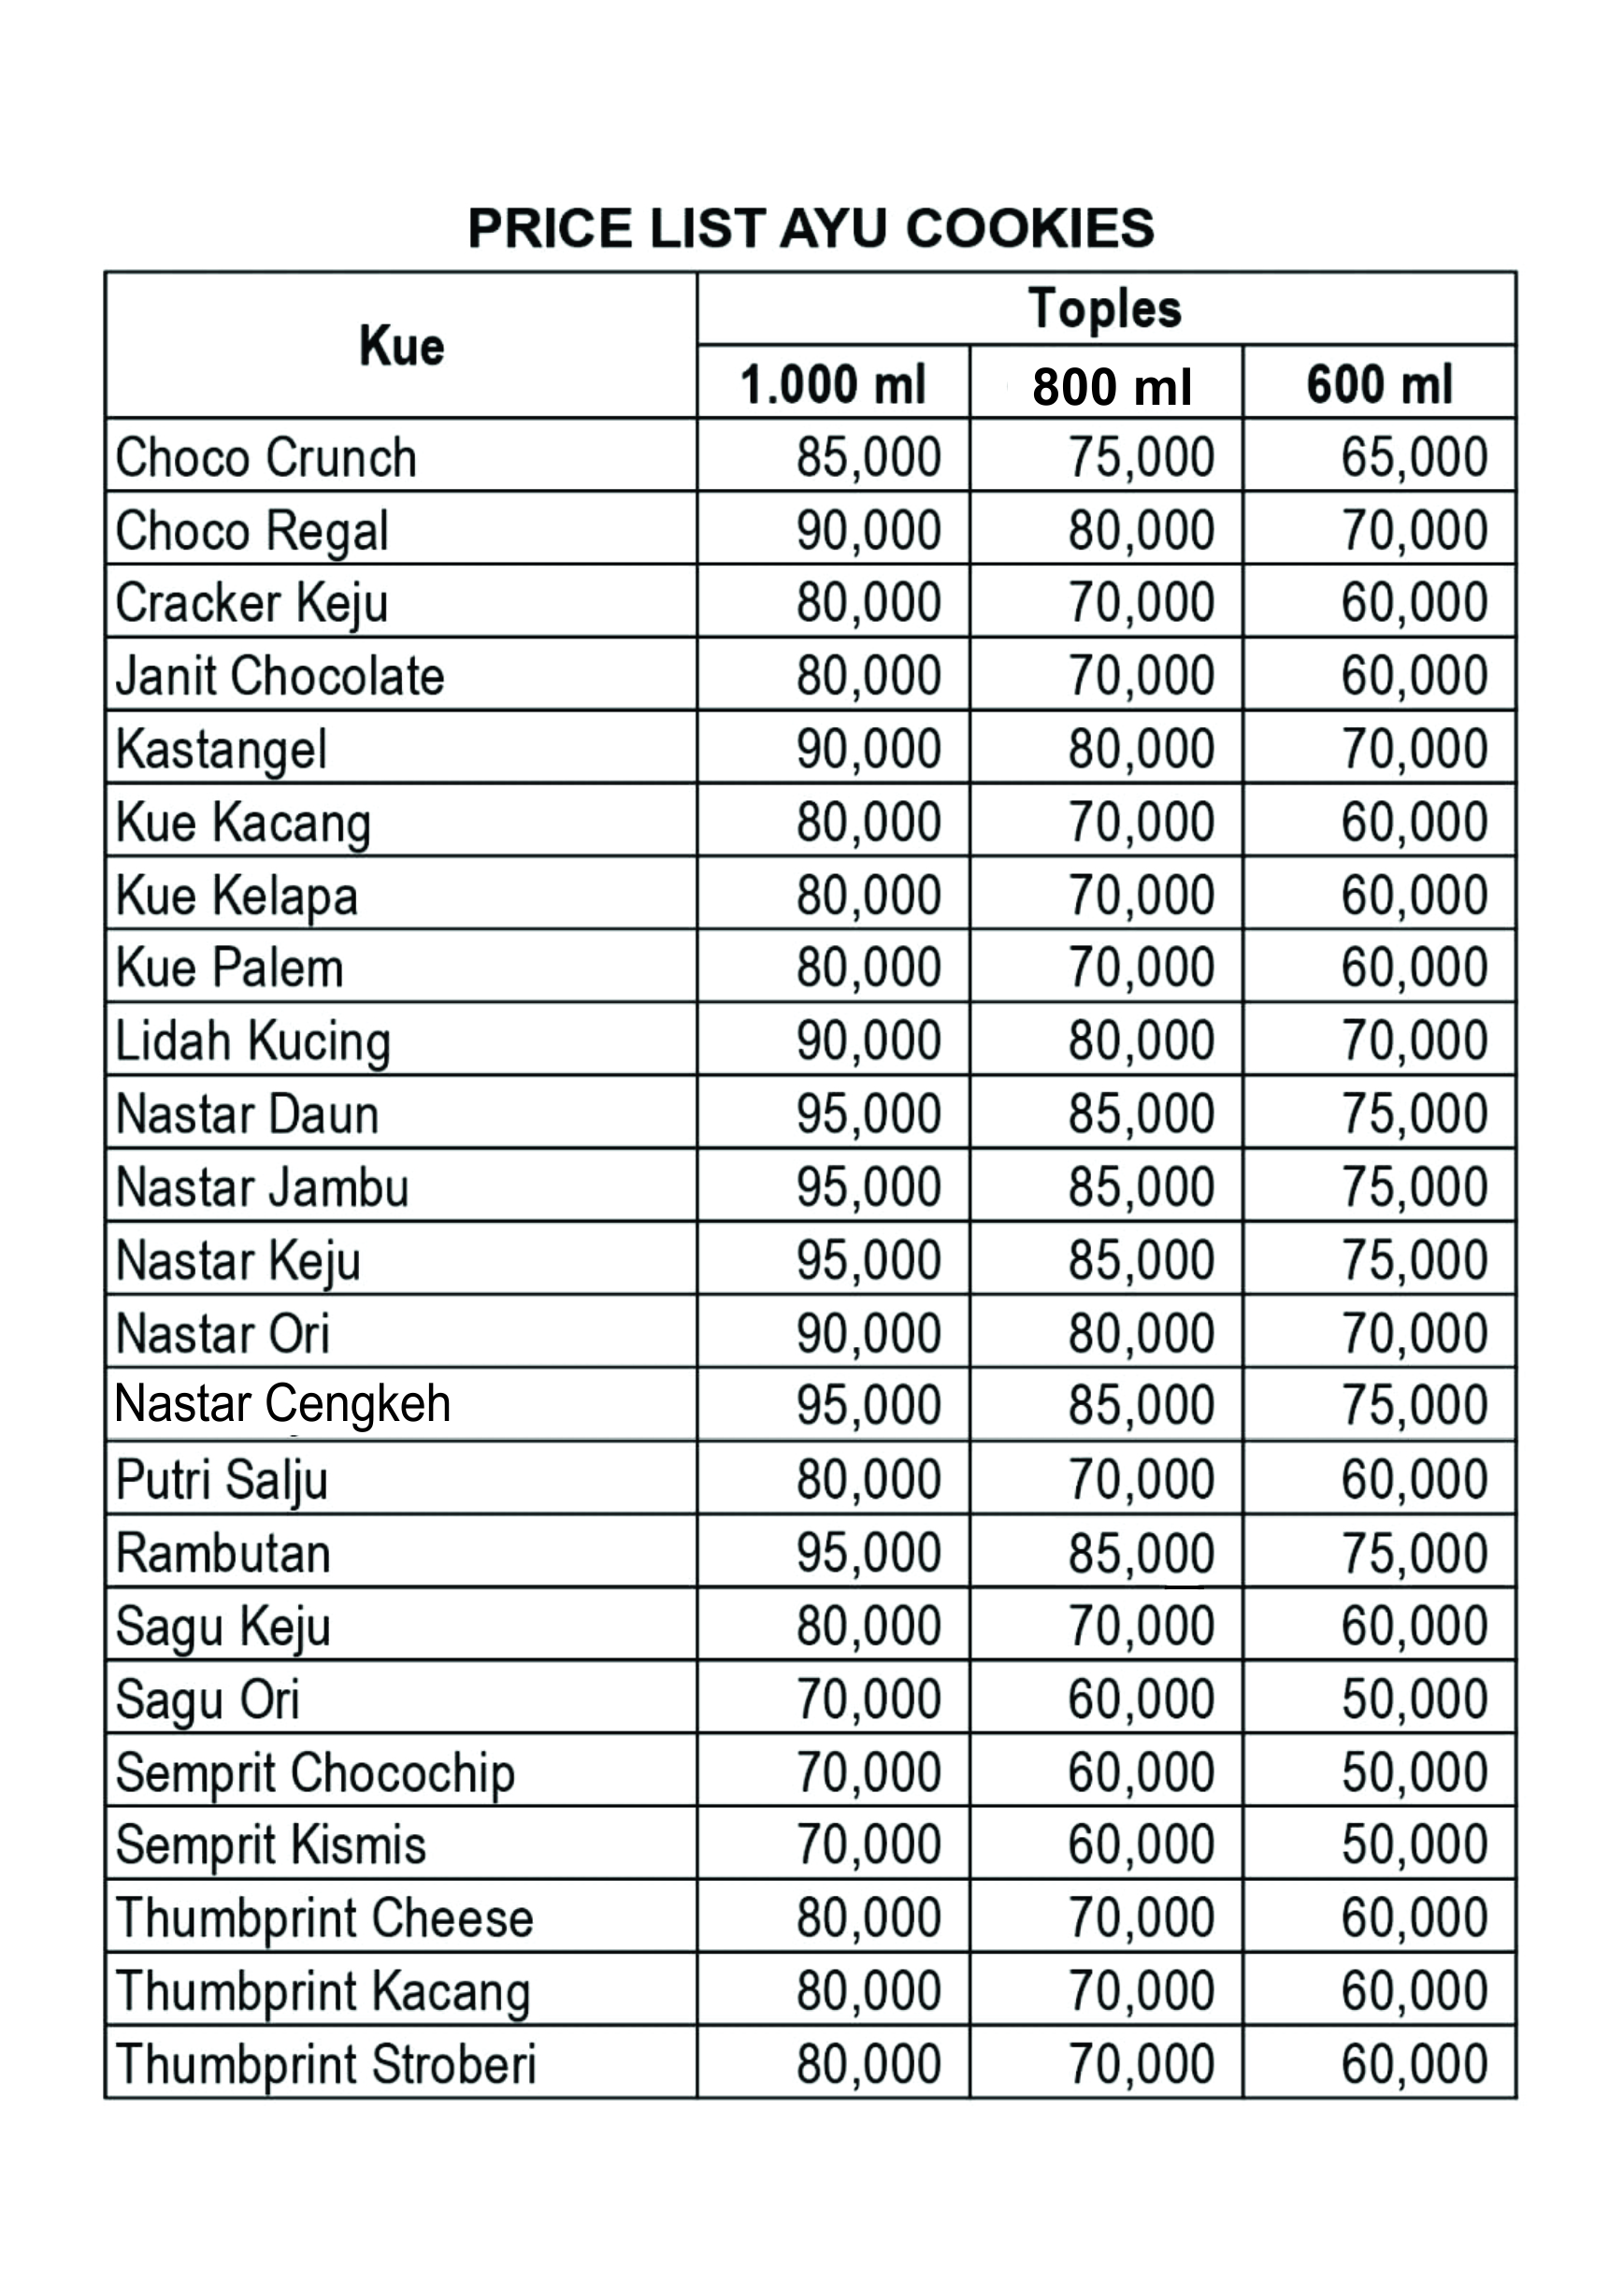 PRICE LIST AYU COOKIES
Kue Toples
1.000 ml 800 ml 600 ml
Choco Crunch 85,000 75,000 65,000
Choco Regal 90,000 80,000 70,000
Cracker Keju 80,000 70,000 60,000
Janit Chocolate 80,000 70,000 60,000
Kastangel 90,000 80,000 70,000
Kue Kacang 80,000 70,000 60,000
Kue Kelapa 80,000 70,000 60,000
Kue Palem 80,000 70,000 60,000
Lidah Kucing 90,000 80,000 70,000
Nastar Daun 95,000 85,000 75,000
Nastar Jambu 95,000 85,000 75,000
Nastar Keju 95,000 85,000 75,000
Nastar Ori 90,000 80,000 70,000
Nastar Cengkeh 95,000 85,000 75,000
Putri Salju 80,000 70,000 60,000
Rambutan 95,000 85,000 75,000
Sagu Keju 80,000 70,000 60,000
Sagu Ori 70,000 60,000 50,000
Semprit Chocochip 70,000 60,000 50,000
Semprit Kismis 70,000 60,000 50,000
Thumbprint Cheese 80,000 70,000 60,000
Thumbprint Kacang 80,000 70,000 60,000
Thumbprint Stroberi 80,000 70,000 60,000